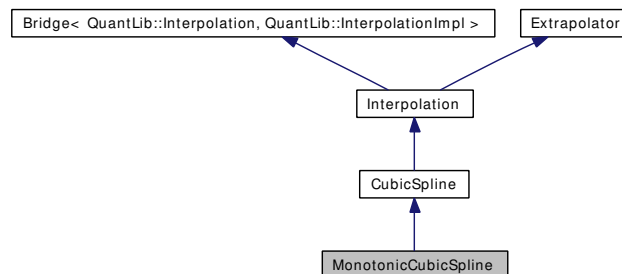 Bridge< QuantLib::Interpolation, QuantLib::InterpolationImpl >
Extrapolator
Interpolation
CubicSpline
MonotonicCubicSpline